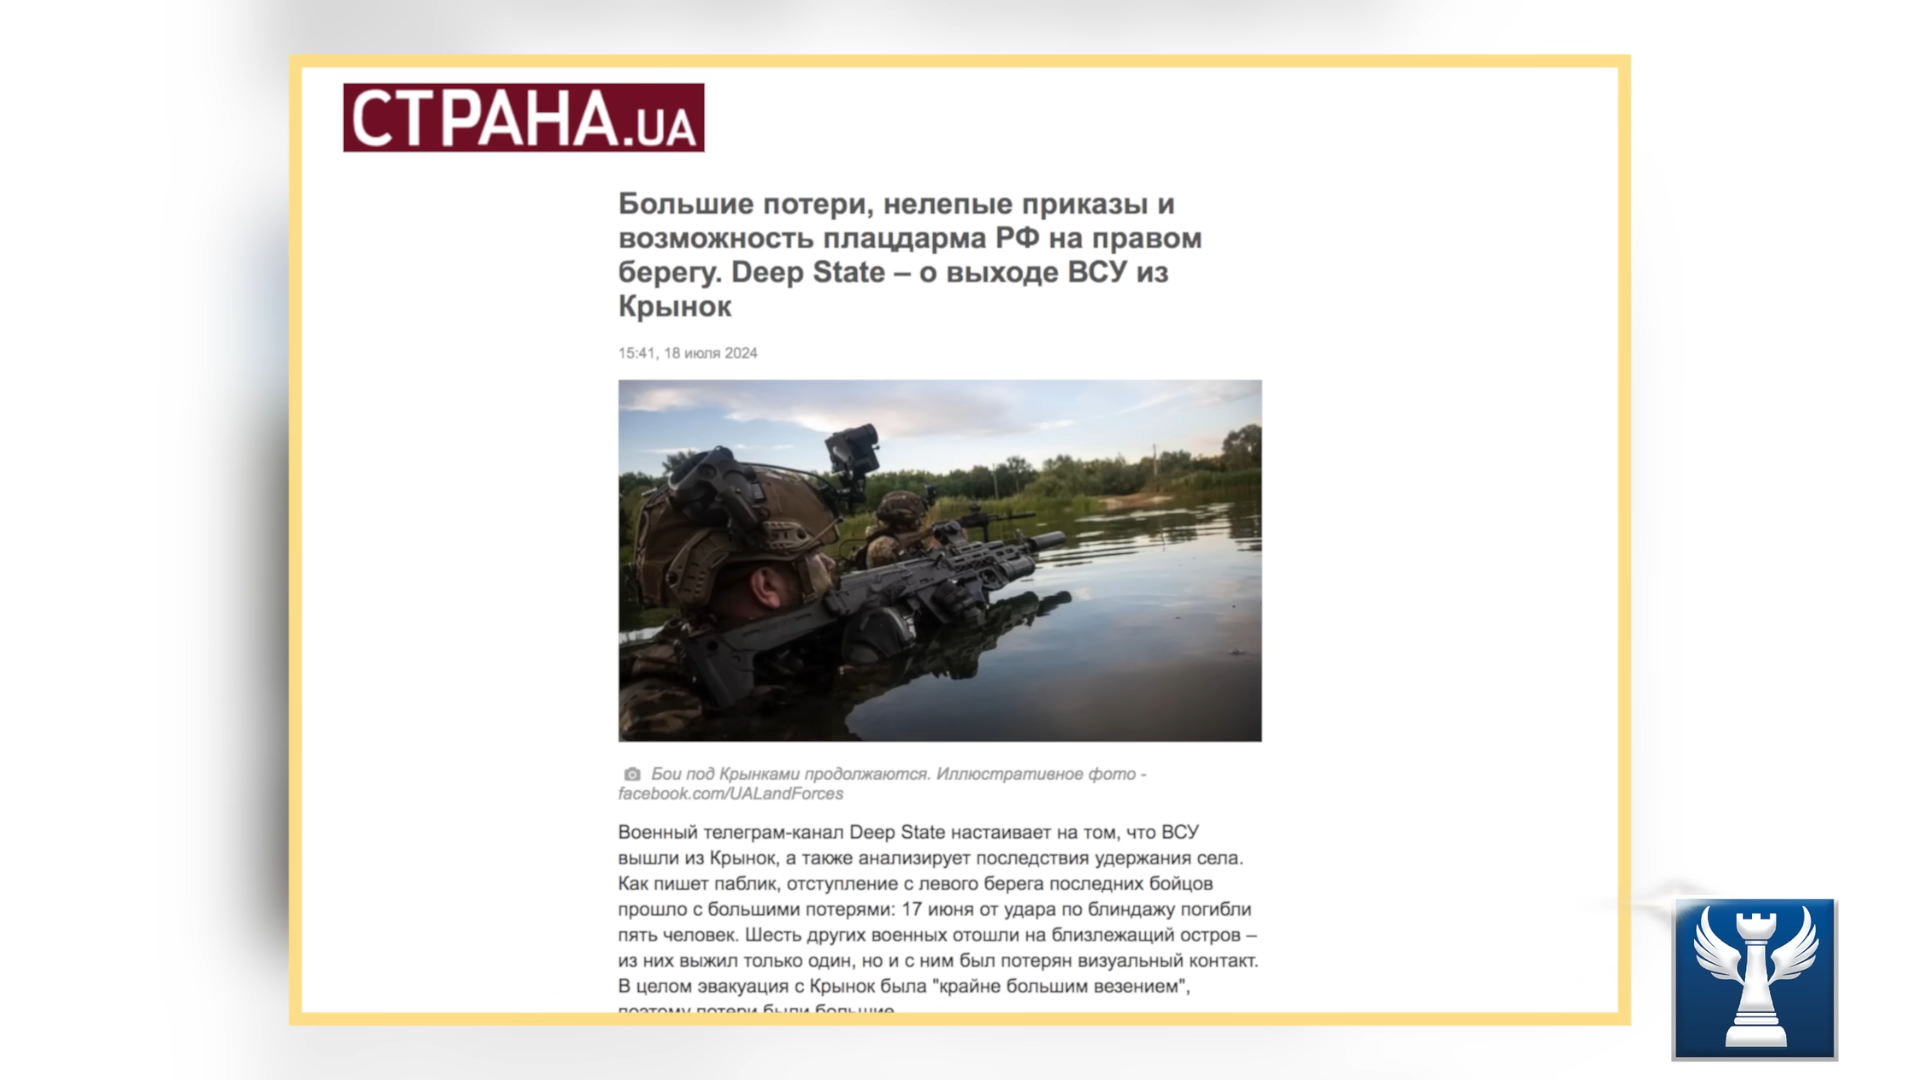 СТРАНА.UA
Большие потери, нелепые приказы и
возможность плацдарма РФ на правом
берегу. Deep State – о выходе ВСУ из
Крынок
15:41, 18 июля 2024
Бои под Крынками продолжаются. Иллюстративное фото -
facebook.com/UALandForces
Военный телеграм-канал Deep State настаивает на том, что ВСУ
вышли из Крынок, а также анализирует последствия удержания села.
Как пишет паблик, отступление с левого берега последних бойцов
прошло с большими потерями: 17 июня от удара по блиндажу погибли
пять человек. Шесть других военных отошли на близлежащий остров –
из них выжил только один, но и с ним был потерян визуальный контакт.
В целом эвакуация с Крынок была "крайне большим везением",
поэтому потери были большие